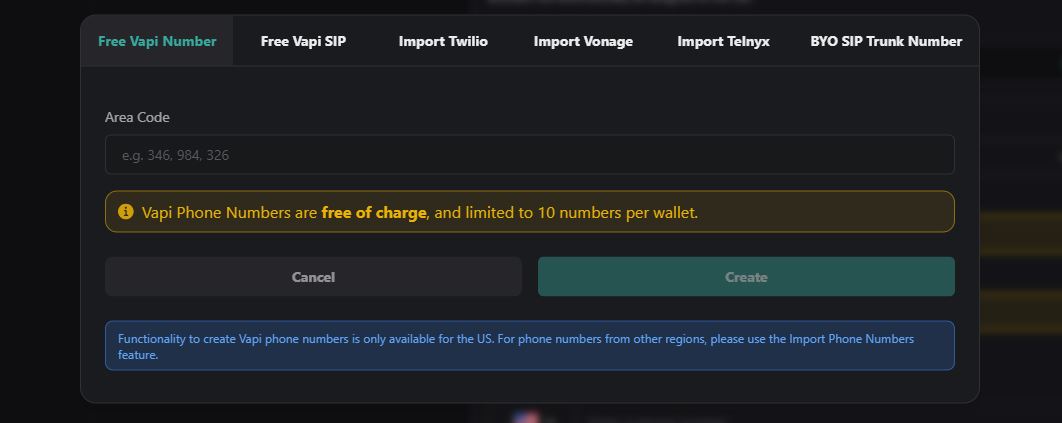 Free Vapi Number
Free Vapi SIP
Import Twilio
Import Vonage
Import Telnyx
BYO SIP Trunk Number
Area Code
e.g. 346, 984, 326
Vapi Phone Numbers are free of charge, and limited to 10 numbers per wallet.
Cancel
Create
Functionality to create Vapi phone numbers is only available for the US. For phone numbers from other regions, please use the Import Phone Numbers
feature.